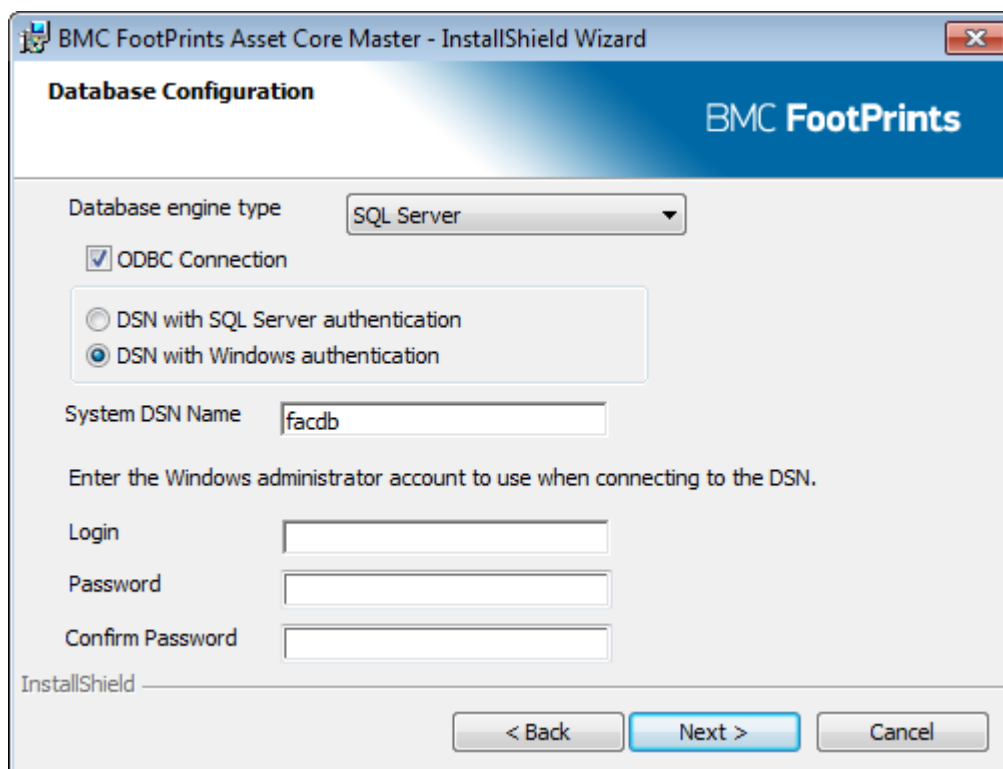 BMC FootPrints Asset Core Master - InstallShield Wizard
Database Configuration
BMC FootPrints
Database engine type
SQL Server
ODBC Connection
DSN with SQL Server authentication
DSN with Windows authentication
System DSN Name
facdb
Enter the Windows administrator account to use when connecting to the DSN.
Login
Password
Confirm Password
InstallShield
< Back
Next >
Cancel